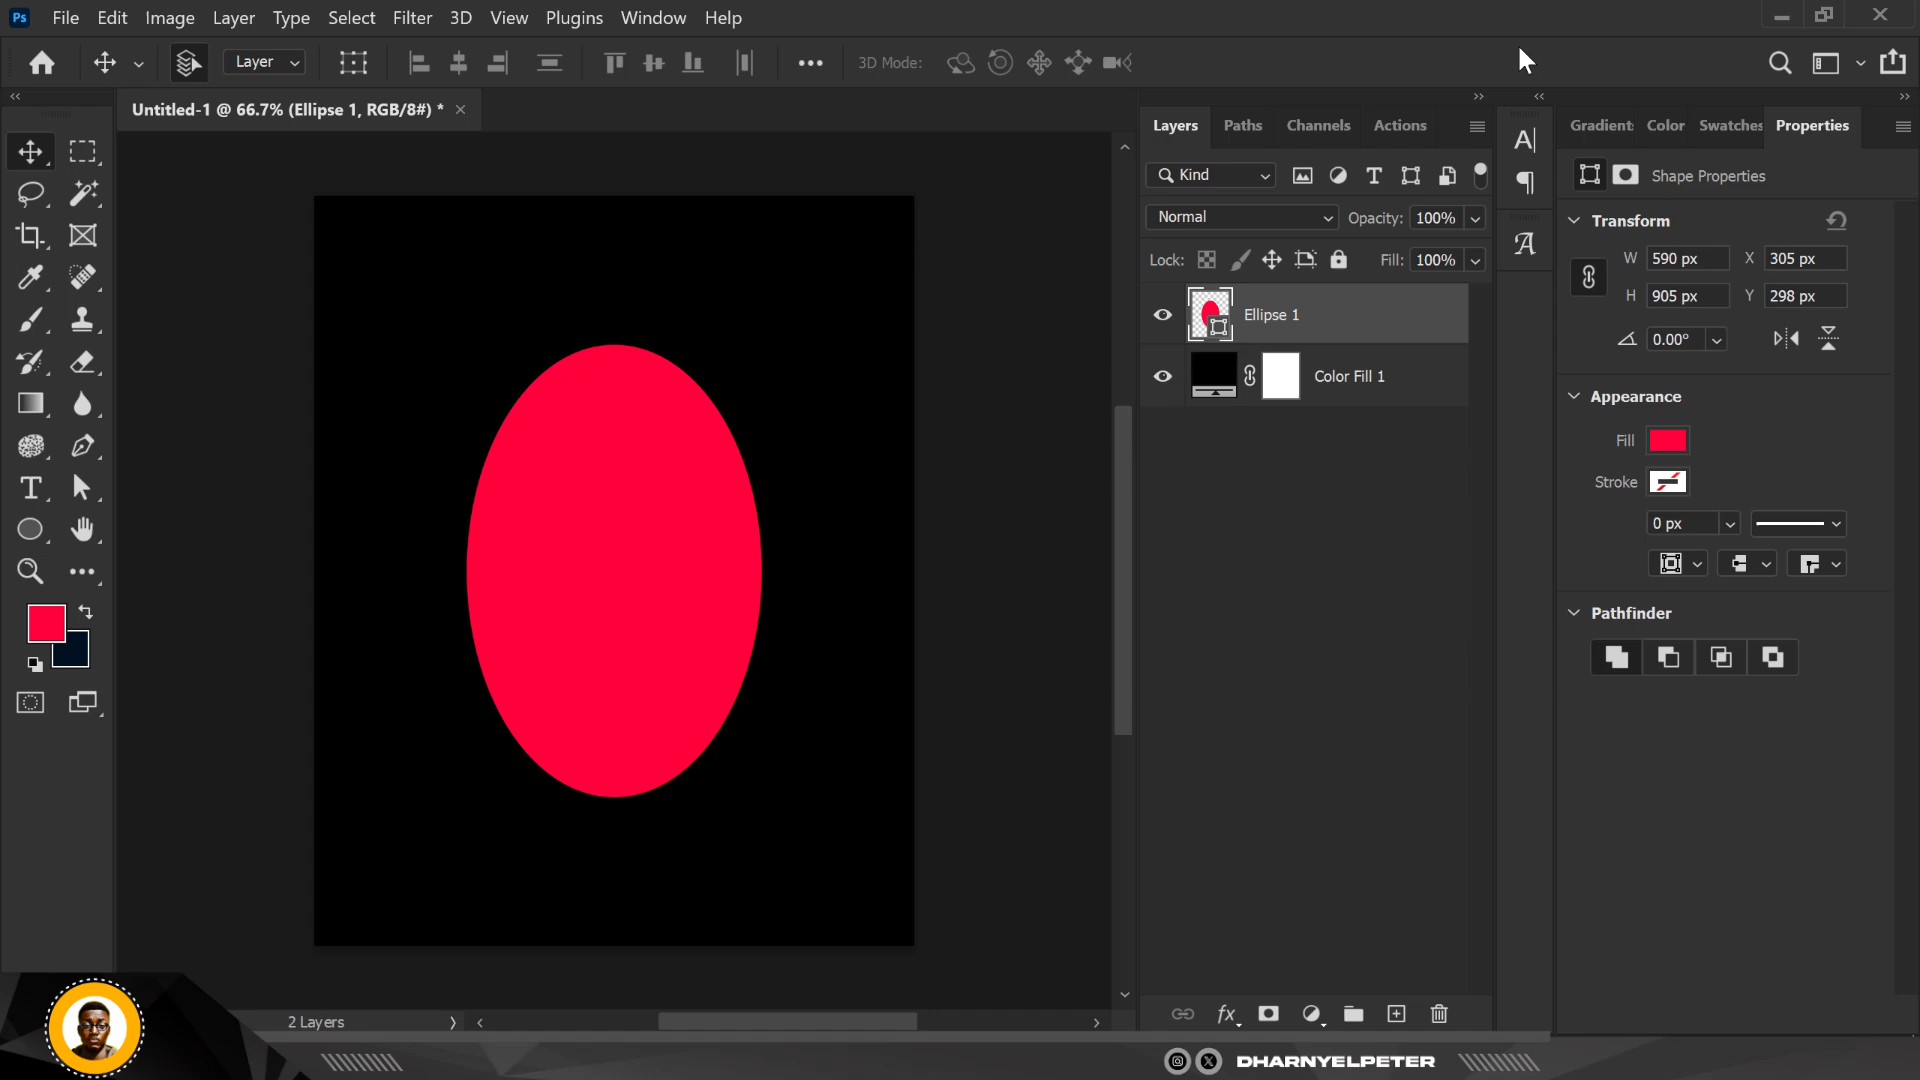 Ps File Edit Image Layer Type Select Filter 3D View Plugins Window Help
Layer 3D Mode:
Untitled-1 @ 66.7% (Ellipse 1, RGB/8#) *
Layers Paths Channels Actions
Gradient Color Swatches Properties
Kind
Shape Properties
Normal Opacity: 100%
Transform
Lock: Fill: 100%
W 590 px X 305 px
H 905 px Y 298 px
Ellipse 1
0.00°
Color Fill 1
Appearance
Fill
Stroke
0 px
Pathfinder
2 Layers
DHARNYELPETER